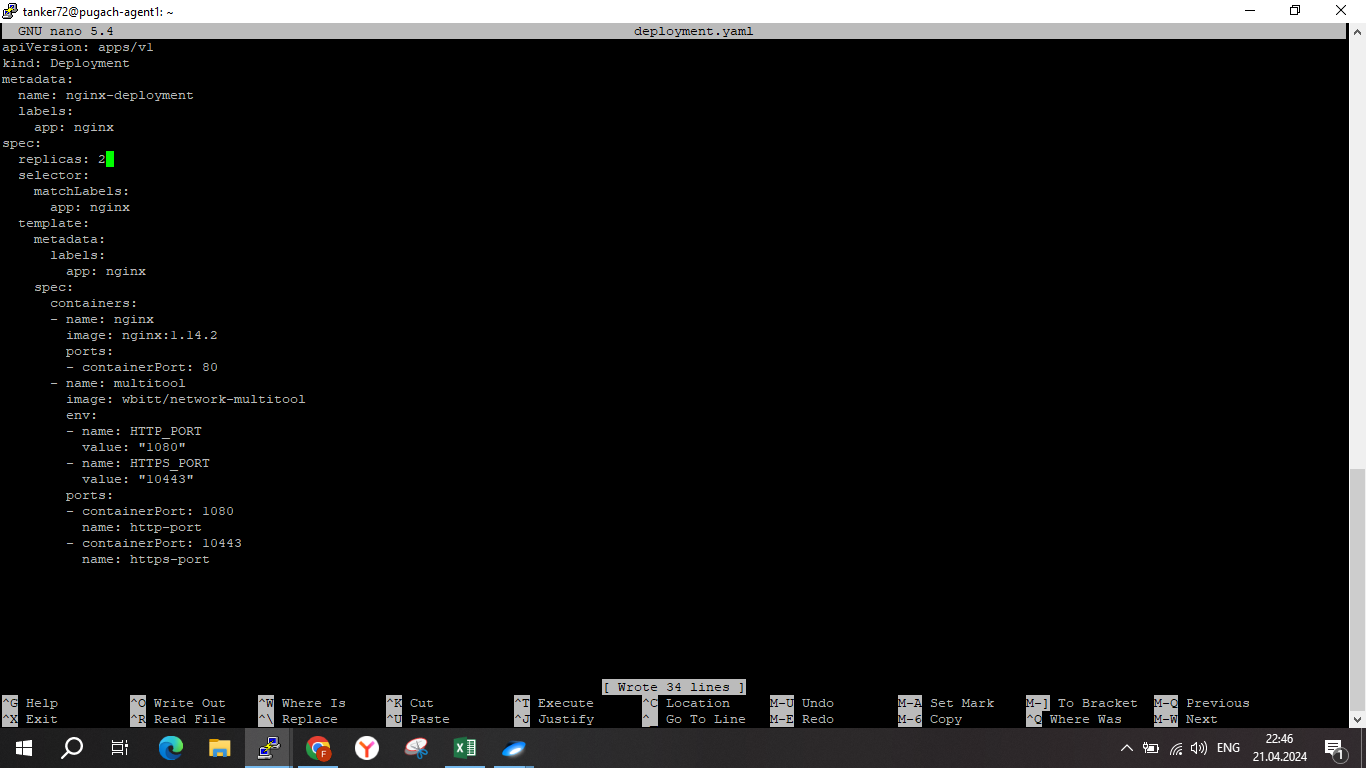 tanker72@pugach-agent1: ~
GNU nano 5.4 deployment.yaml
apiVersion: apps/v1
kind: Deployment
metadata:
  name: nginx-deployment
  labels:
    app: nginx
spec:
  replicas: 2
  selector:
    matchLabels:
      app: nginx
  template:
    metadata:
      labels:
        app: nginx
    spec:
      containers:
      - name: nginx
        image: nginx:1.14.2
        ports:
        - containerPort: 80
      - name: multitool
        image: wbitt/network-multitool
        env:
        - name: HTTP_PORT
          value: "1080"
        - name: HTTPS_PORT
          value: "10443"
        ports:
        - containerPort: 1080
          name: http-port
        - containerPort: 10443
          name: https-port
[ Wrote 34 lines ]
^G Help ^O Write Out ^W Where Is ^K Cut ^T Execute ^C Location M-U Undo M-A Set Mark M-] To Bracket M-Q Previous
^X Exit ^R Read File ^\ Replace ^U Paste ^J Justify ^_ Go To Line M-E Redo M-6 Copy ^Q Where Was M-W Next
ENG
22:46
21.04.2024
1